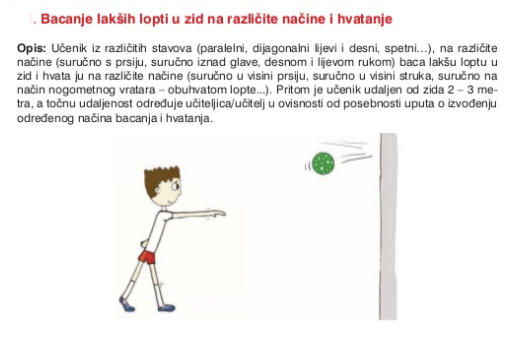 . Bacanje lakših lopti u zid na različite načine i hvatanje
Opis: Učenik iz različitih stavova (paralelni, dijagonalni lijevi i desni, spetni...), na različite
načine (suručno s prsiju, suručno iznad glave, desnom i lijevom rukom) baca lakšu loptu u
zid i hvata ju na različite načine (suručno u visini prsiju, suručno u visini struka, suručno na
način nogometnog vratara – obuhvatom lopte...). Pritom je učenik udaljen od zida 2 – 3 me-
tra, a točnu udaljenost određuje učiteljica/učitelj u ovisnosti od posebnosti uputa o izvođenju
određenog načina bacanja i hvatanja.